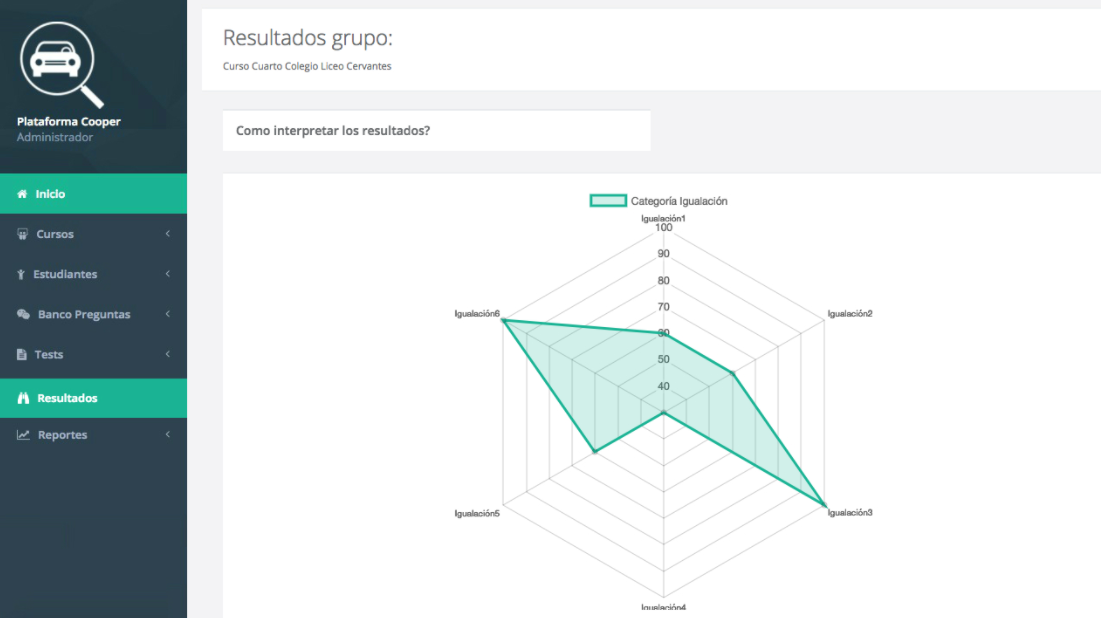 Plataforma Cooper
Administrador
Inicio
Cursos
Estudiantes
Banco Preguntas
Tests
Resultados
Reportes
Resultados grupo:
Curso Cuarto Colegio Liceo Cervantes
Como interpretar los resultados?
Categoría Igualación
Igualación1
100
90
80
70
60
50
40
Igualación2
Igualación3
Igualación4
Igualación5
Igualación6